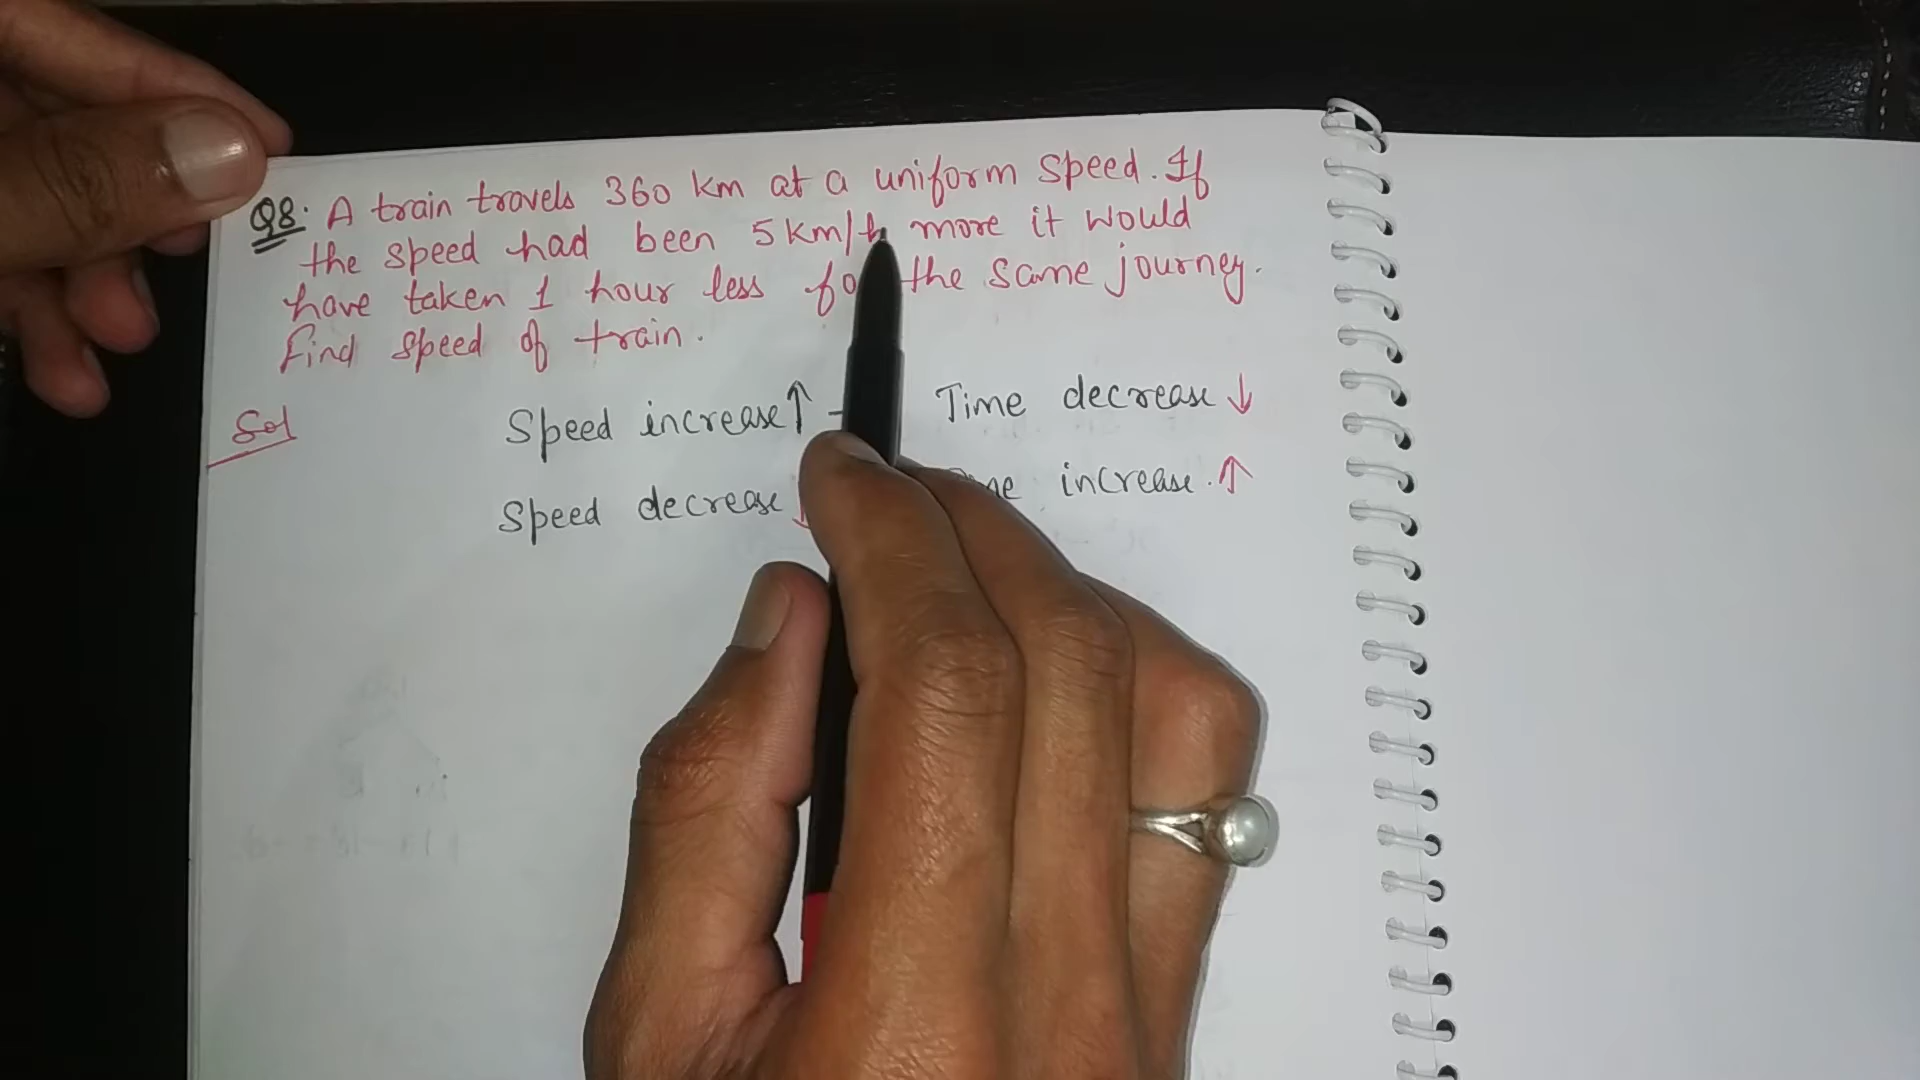 Q8. A train travels 360 km at a uniform speed. If
the speed had been 5 km/h more it would
have taken 1 hour less the same journey.
Find speed of train.
Sol
Speed increase ↑ Time decrease ↓
Speed decrease increase. ↑